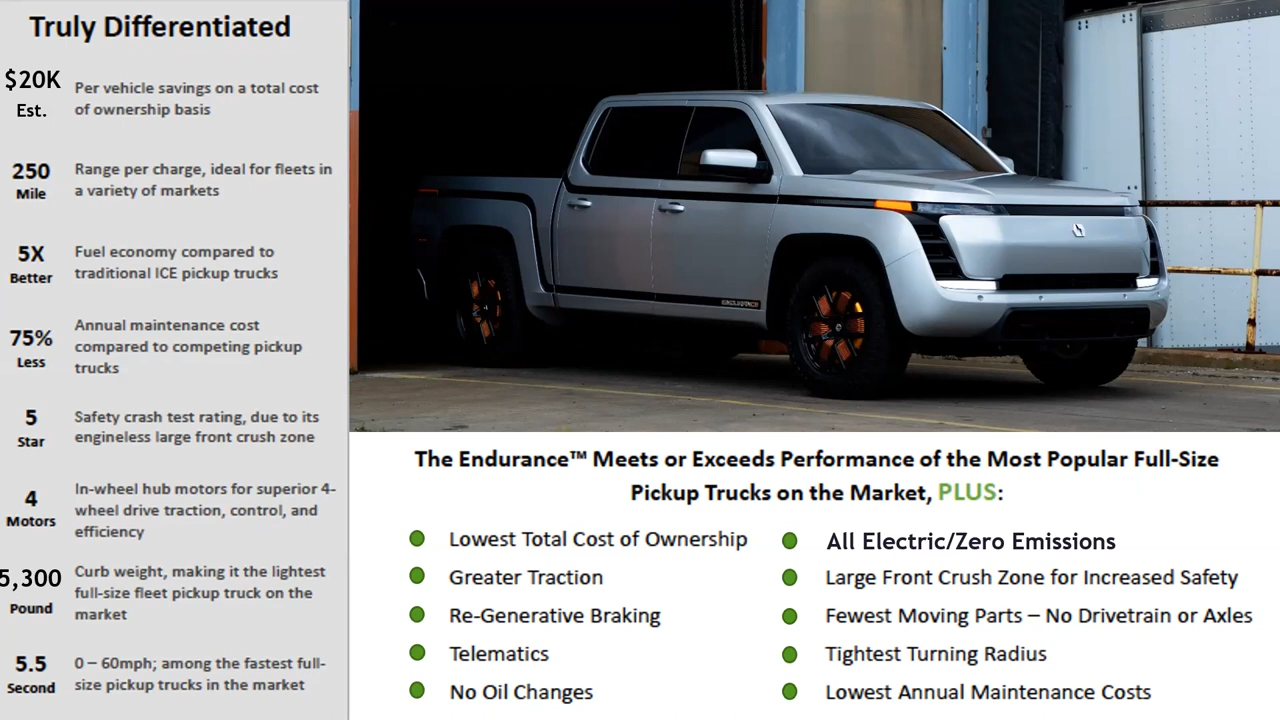 Truly Differentiated
$20K
Est.
Per vehicle savings on a total cost
of ownership basis
250
Mile
Range per charge, ideal for fleets in
a variety of markets
5X
Better
Fuel economy compared to
traditional ICE pickup trucks
75%
Less
Annual maintenance cost
compared to competing pickup
trucks
5
Star
Safety crash test rating, due to its
engineless large front crush zone
4
Motors
In-wheel hub motors for superior 4-
wheel drive traction, control, and
efficiency
5,300
Pound
Curb weight, making it the lightest
full-size fleet pickup truck on the
market
5.5
Second
0 – 60mph; among the fastest full-
size pickup trucks in the market
ENDURANCE
The Endurance™ Meets or Exceeds Performance of the Most Popular Full-Size
Pickup Trucks on the Market, PLUS:
Lowest Total Cost of Ownership
Greater Traction
Re-Generative Braking
Telematics
No Oil Changes
All Electric/Zero Emissions
Large Front Crush Zone for Increased Safety
Fewest Moving Parts – No Drivetrain or Axles
Tightest Turning Radius
Lowest Annual Maintenance Costs